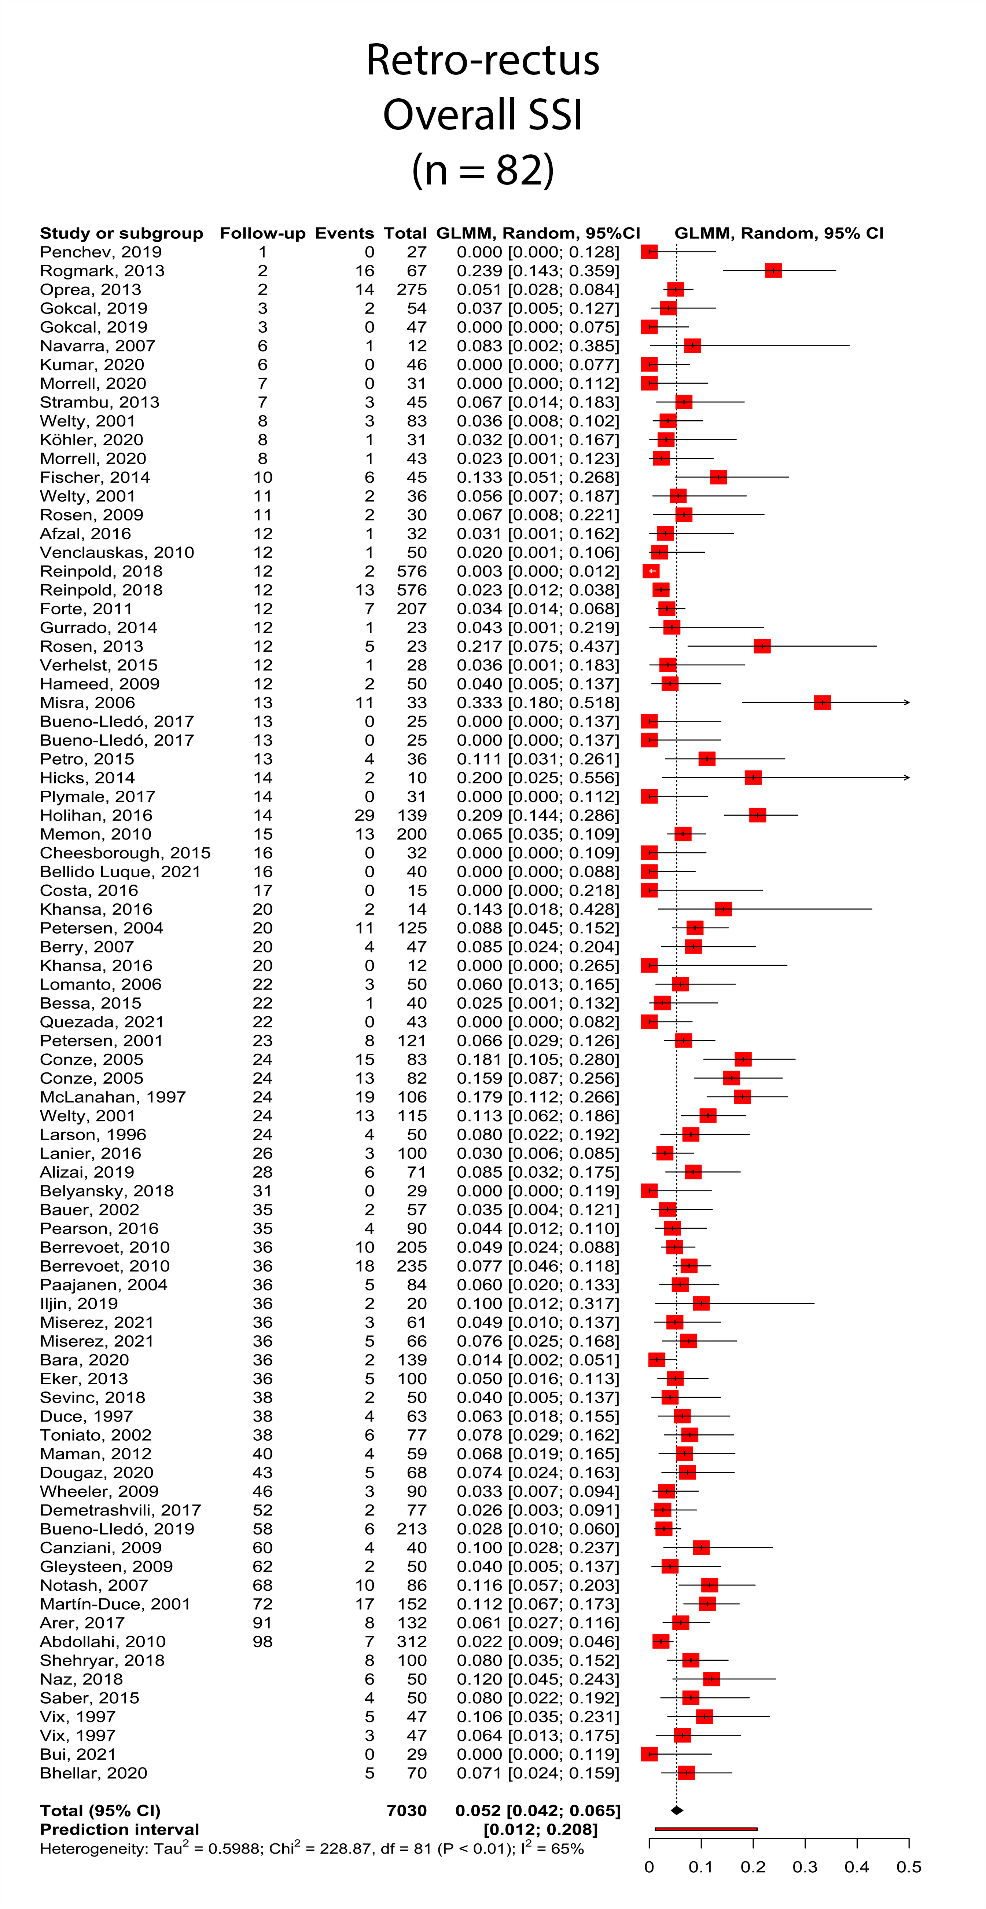 Retro-rectus
Overall SSI
(n = 82)
Study or subgroup Follow-up Events Total GLMM, Random, 95%CI GLMM, Random, 95% CI
Penchev, 2019 1 0 27 0.000 [0.000; 0.128]
Rogmark, 2013 2 16 67 0.239 [0.143; 0.359]
Oprea, 2013 2 14 275 0.051 [0.028; 0.084]
Gokcal, 2019 3 2 54 0.037 [0.005; 0.127]
Gokcal, 2019 3 0 47 0.000 [0.000; 0.075]
Navarra, 2007 6 1 12 0.083 [0.002; 0.385]
Kumar, 2020 6 0 46 0.000 [0.000; 0.077]
Morrell, 2020 7 0 31 0.000 [0.000; 0.112]
Strambu, 2013 7 3 45 0.067 [0.014; 0.183]
Welty, 2001 8 3 83 0.036 [0.008; 0.102]
Köhler, 2020 8 1 31 0.032 [0.001; 0.167]
Morrell, 2020 8 1 43 0.023 [0.001; 0.123]
Fischer, 2014 10 6 45 0.133 [0.051; 0.268]
Welty, 2001 11 2 36 0.056 [0.007; 0.187]
Rosen, 2009 11 2 30 0.067 [0.008; 0.221]
Afzal, 2016 12 1 32 0.031 [0.001; 0.162]
Venclauskas, 2010 12 1 50 0.020 [0.001; 0.106]
Reinpold, 2018 12 2 576 0.003 [0.000; 0.012]
Reinpold, 2018 12 13 576 0.023 [0.012; 0.038]
Forte, 2011 12 7 207 0.034 [0.014; 0.068]
Gurrado, 2014 12 1 23 0.043 [0.001; 0.219]
Rosen, 2013 12 5 23 0.217 [0.075; 0.437]
Verhelst, 2015 12 1 28 0.036 [0.001; 0.183]
Hameed, 2009 12 2 50 0.040 [0.005; 0.137]
Misra, 2006 13 11 33 0.333 [0.180; 0.518]
Bueno-Lledó, 2017 13 0 25 0.000 [0.000; 0.137]
Bueno-Lledó, 2017 13 0 25 0.000 [0.000; 0.137]
Petro, 2015 13 4 36 0.111 [0.031; 0.261]
Hicks, 2014 14 2 10 0.200 [0.025; 0.556]
Plymale, 2017 14 0 31 0.000 [0.000; 0.112]
Holihan, 2016 14 29 139 0.209 [0.144; 0.286]
Memon, 2010 15 13 200 0.065 [0.035; 0.109]
Cheesborough, 2015 16 0 32 0.000 [0.000; 0.109]
Bellido Luque, 2021 16 0 40 0.000 [0.000; 0.088]
Costa, 2016 17 0 15 0.000 [0.000; 0.218]
Khansa, 2016 20 2 14 0.143 [0.018; 0.428]
Petersen, 2004 20 11 125 0.088 [0.045; 0.152]
Berry, 2007 20 4 47 0.085 [0.024; 0.204]
Khansa, 2016 20 0 12 0.000 [0.000; 0.265]
Lomanto, 2006 22 3 50 0.060 [0.013; 0.165]
Bessa, 2015 22 1 40 0.025 [0.001; 0.132]
Quezada, 2021 22 0 43 0.000 [0.000; 0.082]
Petersen, 2001 23 8 121 0.066 [0.029; 0.126]
Conze, 2005 24 15 83 0.181 [0.105; 0.280]
Conze, 2005 24 13 82 0.159 [0.087; 0.256]
McLanahan, 1997 24 19 106 0.179 [0.112; 0.266]
Welty, 2001 24 13 115 0.113 [0.062; 0.186]
Larson, 1996 24 4 50 0.080 [0.022; 0.192]
Lanier, 2016 26 3 100 0.030 [0.006; 0.085]
Alizai, 2019 28 6 71 0.085 [0.032; 0.175]
Belyansky, 2018 31 0 29 0.000 [0.000; 0.119]
Bauer, 2002 35 2 57 0.035 [0.004; 0.121]
Pearson, 2016 35 4 90 0.044 [0.012; 0.110]
Berrevoet, 2010 36 10 205 0.049 [0.024; 0.088]
Berrevoet, 2010 36 18 235 0.077 [0.046; 0.118]
Paajanen, 2004 36 5 84 0.060 [0.020; 0.133]
Iljin, 2019 36 2 20 0.100 [0.012; 0.317]
Miserez, 2021 36 3 61 0.049 [0.010; 0.137]
Miserez, 2021 36 5 66 0.076 [0.025; 0.168]
Bara, 2020 36 2 139 0.014 [0.002; 0.051]
Eker, 2013 36 5 100 0.050 [0.016; 0.113]
Sevinc, 2018 38 2 50 0.040 [0.005; 0.137]
Duce, 1997 38 4 63 0.063 [0.018; 0.155]
Toniato, 2002 38 6 77 0.078 [0.029; 0.162]
Maman, 2012 40 4 59 0.068 [0.019; 0.165]
Dougaz, 2020 43 5 68 0.074 [0.024; 0.163]
Wheeler, 2009 46 3 90 0.033 [0.007; 0.094]
Demetrashvili, 2017 52 2 77 0.026 [0.003; 0.091]
Bueno-Lledó, 2019 58 6 213 0.028 [0.010; 0.060]
Canziani, 2009 60 4 40 0.100 [0.028; 0.237]
Gleysteen, 2009 62 2 50 0.040 [0.005; 0.137]
Notash, 2007 68 10 86 0.116 [0.057; 0.203]
Martín-Duce, 2001 72 17 152 0.112 [0.067; 0.173]
Arer, 2017 91 8 132 0.061 [0.027; 0.116]
Abdollahi, 2010 98 7 312 0.022 [0.009; 0.046]
Shehryar, 2018 8 100 0.080 [0.035; 0.152]
Naz, 2018 6 50 0.120 [0.045; 0.243]
Saber, 2015 4 50 0.080 [0.022; 0.192]
Vix, 1997 5 47 0.106 [0.035; 0.231]
Vix, 1997 3 47 0.064 [0.013; 0.175]
Bui, 2021 0 29 0.000 [0.000; 0.119]
Bhellar, 2020 5 70 0.071 [0.024; 0.159]
Total (95% CI) 7030 0.052 [0.042; 0.065]
Prediction interval [0.012; 0.208]
Heterogeneity: Tau² = 0.5988; Chi² = 228.87, df = 81 (P < 0.01); I² = 65%
0 0.1 0.2 0.3 0.4 0.5